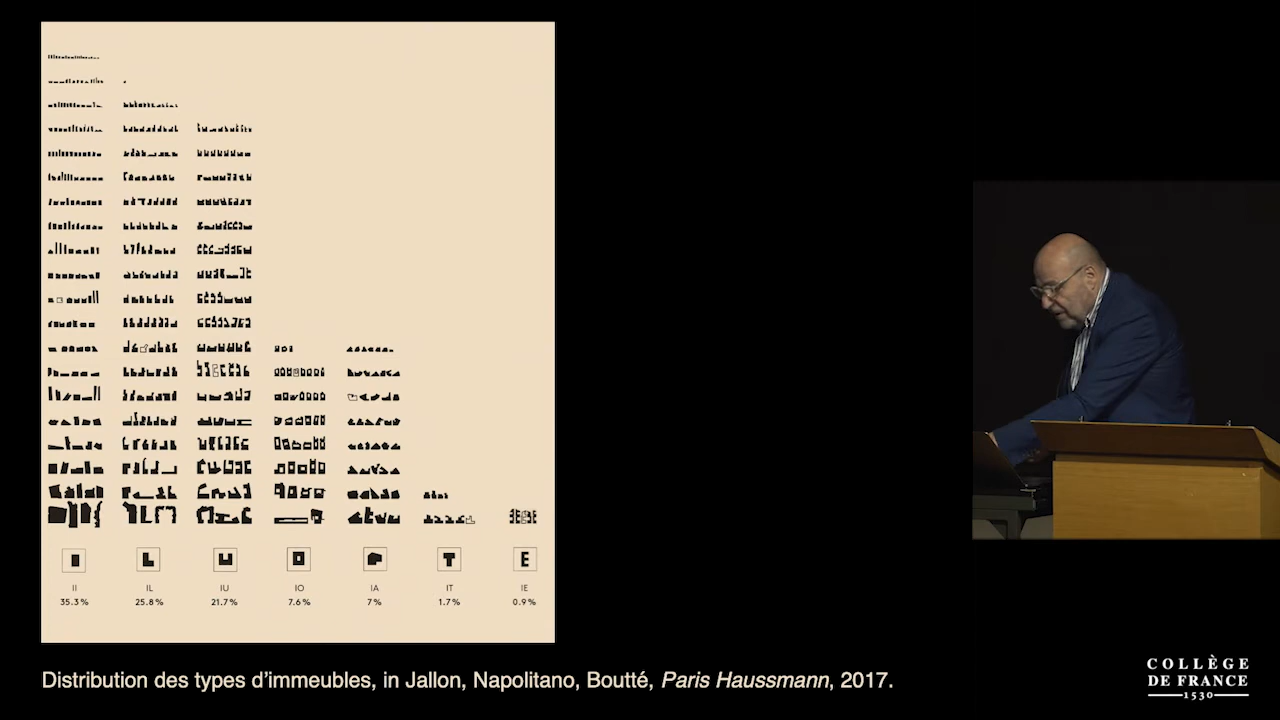 II
IL
IU
IO
IA
IT
IE
35.3 %
25.8 %
21.7 %
7.6 %
7 %
1.7 %
0.9 %
Distribution des types d’immeubles, in Jallon, Napolitano, Boutté, Paris Haussmann, 2017.
COLLÈGE
DE FRANCE
1530